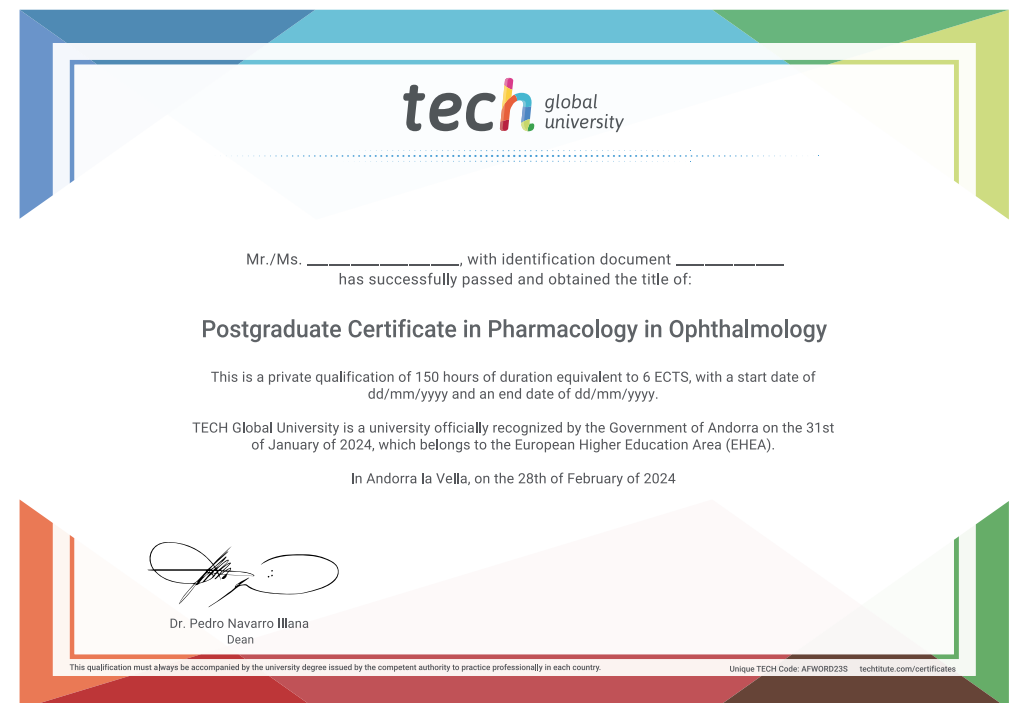 tech global
university
Mr./Ms. ____________________, with identification document ______________
has successfully passed and obtained the title of:
Postgraduate Certificate in Pharmacology in Ophthalmology
This is a private qualification of 150 hours of duration equivalent to 6 ECTS, with a start date of
dd/mm/yyyy and an end date of dd/mm/yyyy.
TECH Global University is a university officially recognized by the Government of Andorra on the 31st
of January of 2024, which belongs to the European Higher Education Area (EHEA).
In Andorra la Vella, on the 28th of February of 2024
Dr. Pedro Navarro Illana
Dean
This qualification must always be accompanied by the university degree issued by the competent authority to practice professionally in each country.
Unique TECH Code: AFWORD23S techtitute.com/certificates